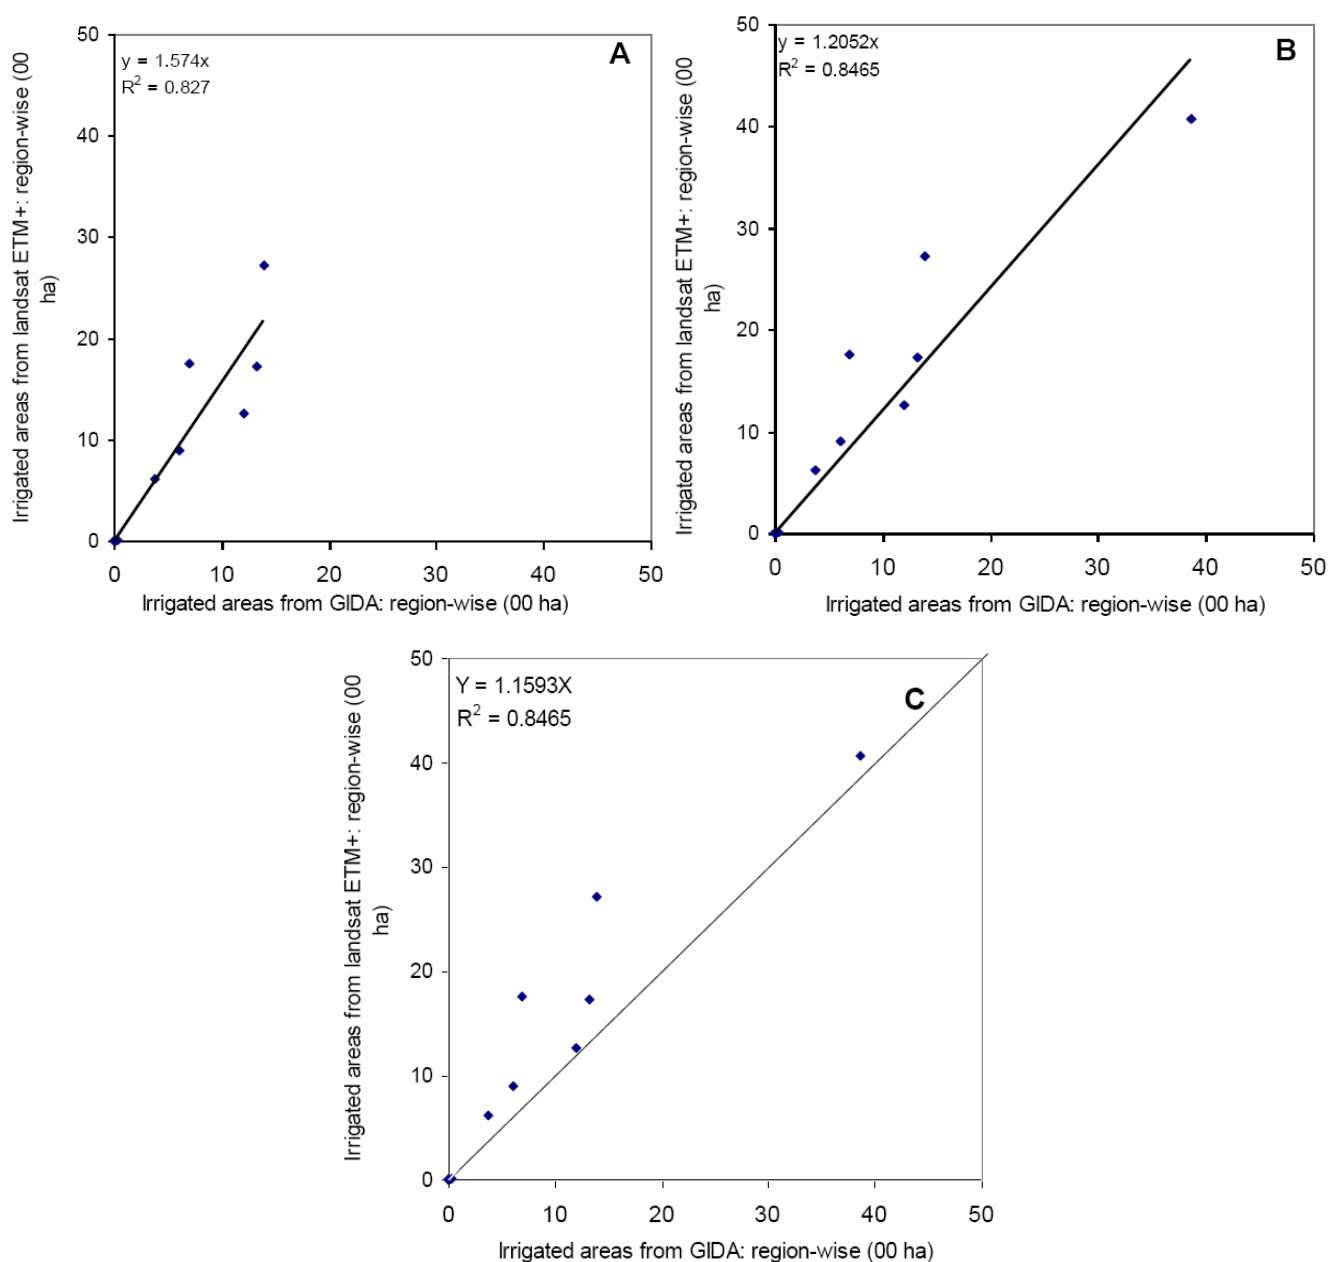 A
y = 1.574x
R² = 0.827
50
40
30
20
10
0
0 10 20 30 40 50
Irrigated areas from landsat ETM+: region-wise (00
ha)
Irrigated areas from GIDA: region-wise (00 ha)
B
y = 1.2052x
R² = 0.8465
50
40
30
20
10
0
0 10 20 30 40 50
Irrigated areas from landsat ETM+: region-wise (00
ha)
Irrigated areas from GIDA: region-wise (00 ha)
C
Y = 1.1593X
R² = 0.8465
50
40
30
20
10
0
0 10 20 30 40 50
Irrigated areas from landsat ETM+: region-wise (00
ha)
Irrigated areas from GIDA: region-wise (00 ha)